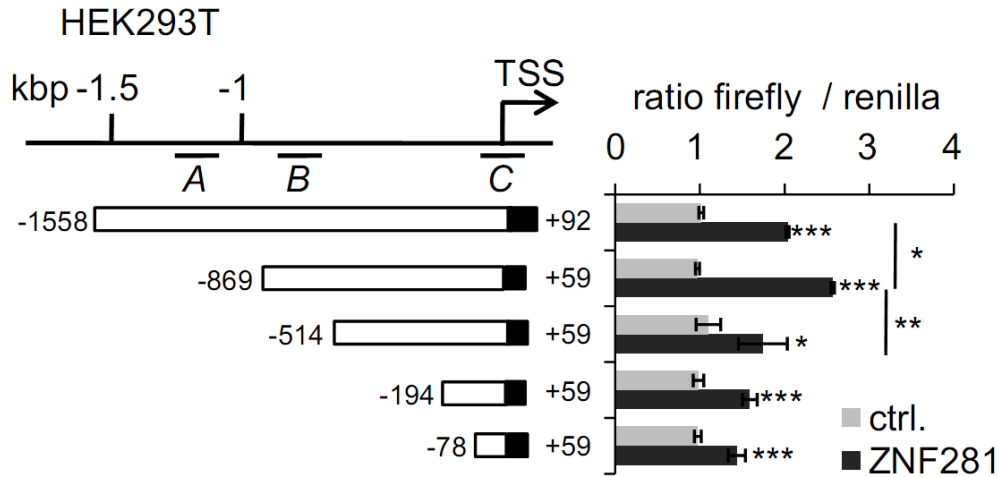 HEK293T
kbp -1.5 -1 TSS
A B C
ratio firefly / renilla
0 1 2 3 4
-1558 +92 ***
*
-869 +59 ***
**
-514 +59 *
-194 +59 ***
ctrl.
-78 +59 ***
ZNF281